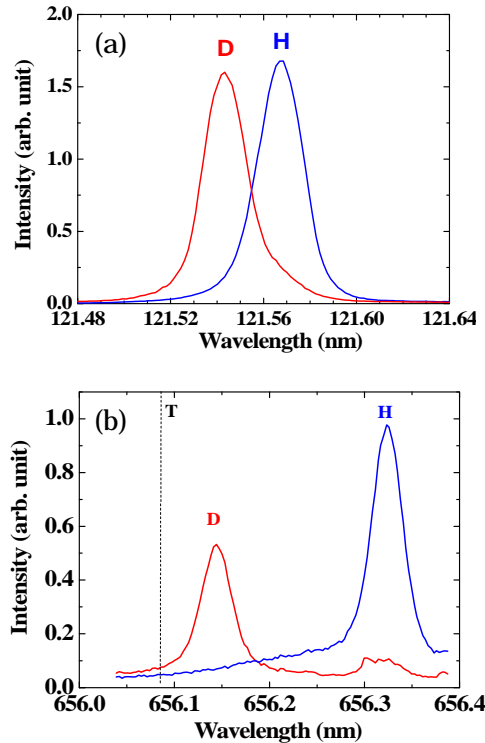 (a)
D H
Intensity (arb. unit)
2.0
1.5
1.0
0.5
0.0
121.48 121.52 121.56 121.60 121.64
Wavelength (nm)
(b)
T
H
D
Intensity (arb. unit)
1.0
0.8
0.6
0.4
0.2
0.0
656.0 656.1 656.2 656.3 656.4
Wavelength (nm)